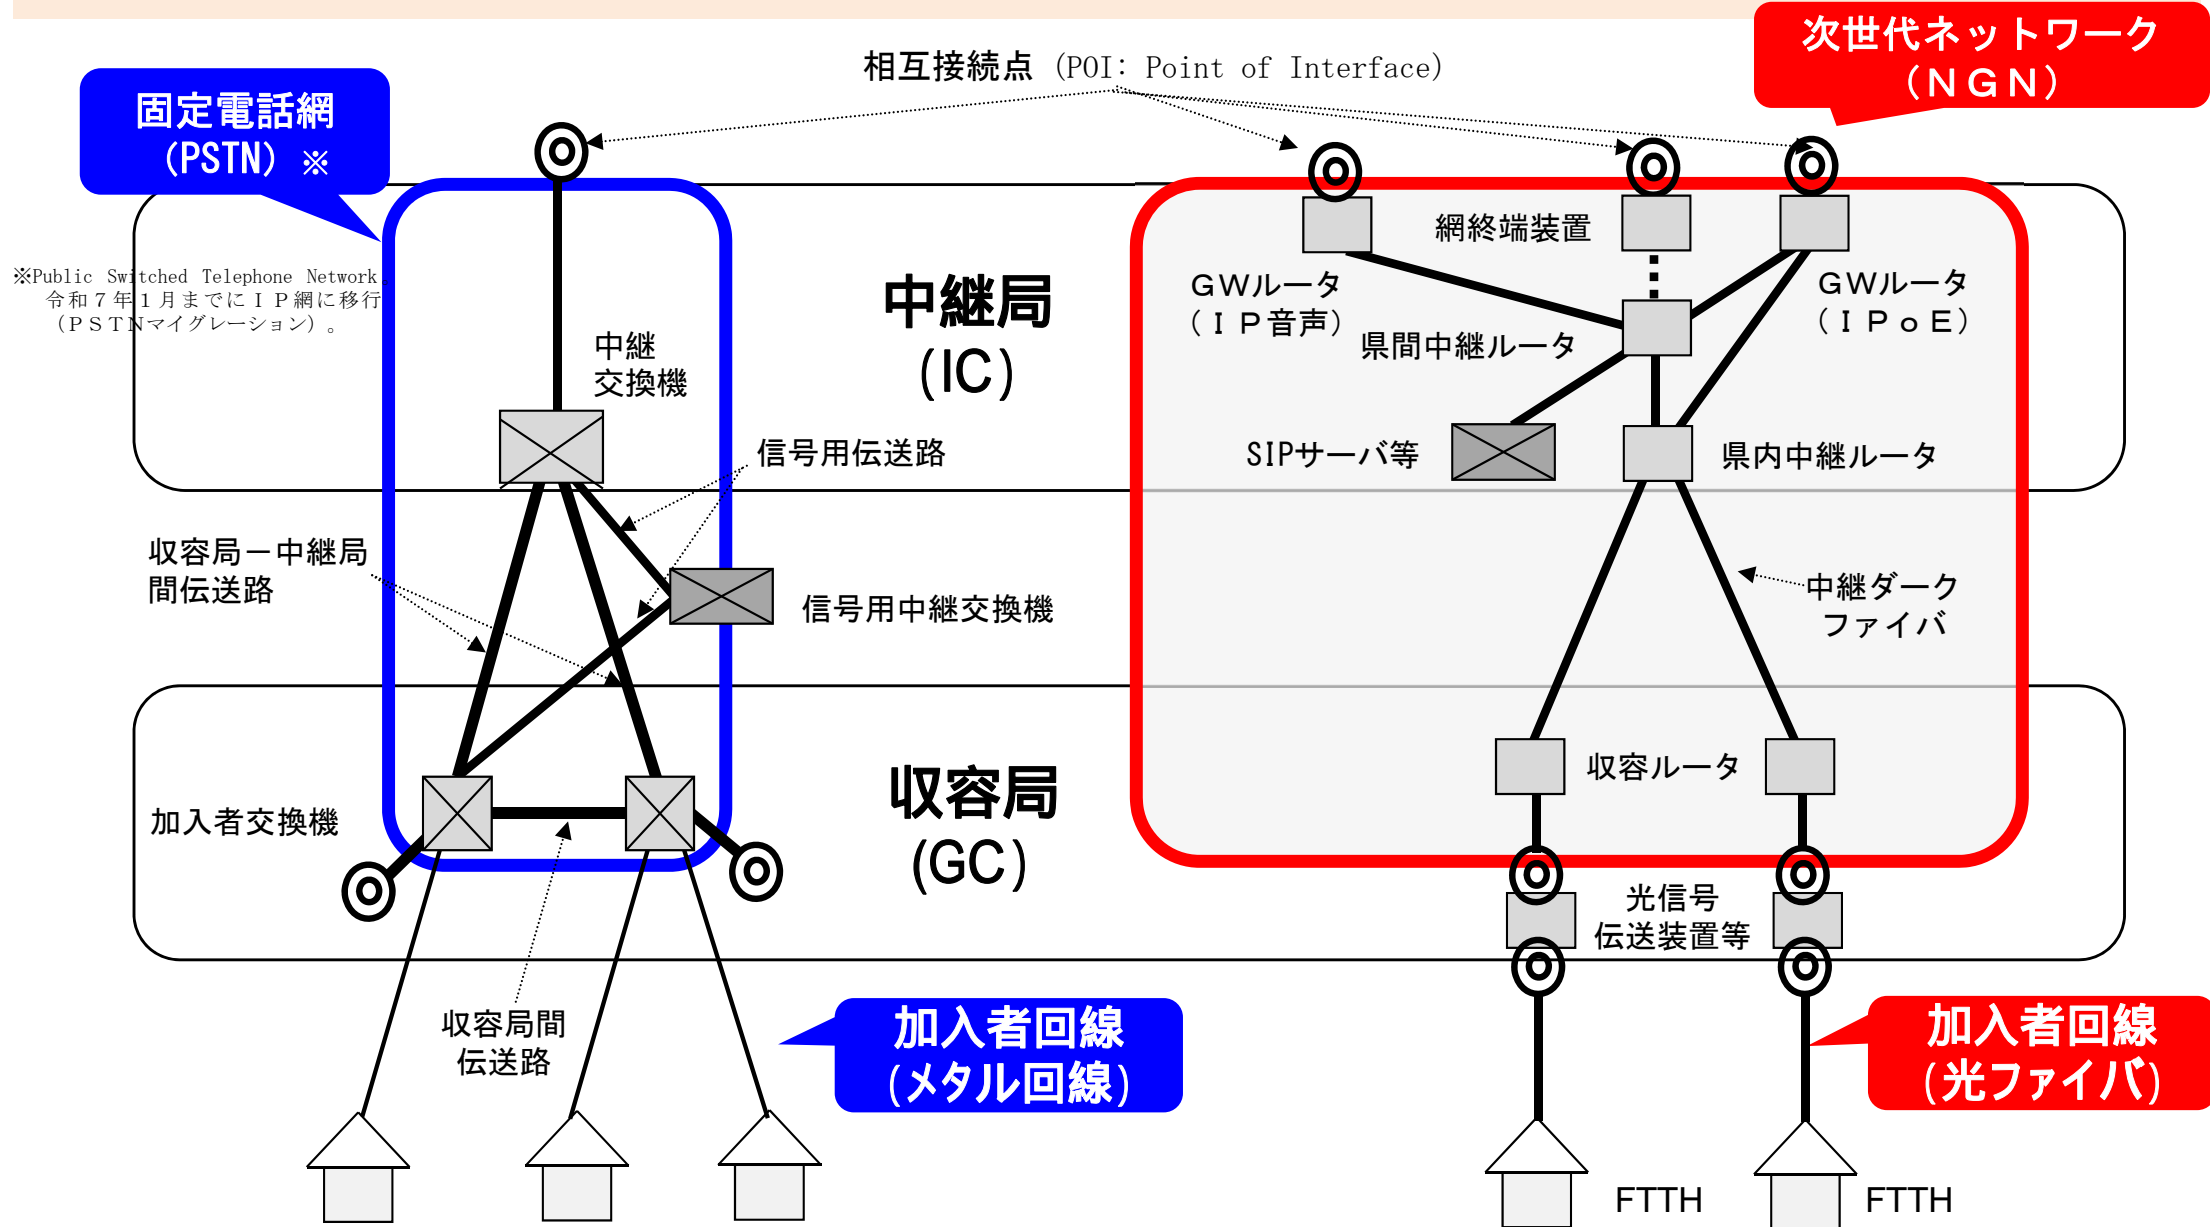 次世代ネットワーク
（ＮＧＮ）
相互接続点（POI: Point of Interface）
固定電話網
（PSTN）※
※Public Switched Telephone Network。
令和７年１月までにＩＰ網に移行
（ＰＳＴＮマイグレーション）。
中継局
(IC)
中継
交換機
網終端装置
ＧＷルータ
（ＩＰ音声）
ＧＷルータ
（ＩＰｏＥ）
県間中継ルータ
信号用伝送路
SIPサーバ等
県内中継ルータ
収容局－中継局
間伝送路
信号用中継交換機
中継ダーク
ファイバ
収容局
(GC)
加入者交換機
収容ルータ
光信号
伝送装置等
収容局間
伝送路
加入者回線
(メタル回線)
加入者回線
(光ファイバ)
FTTH
FTTH